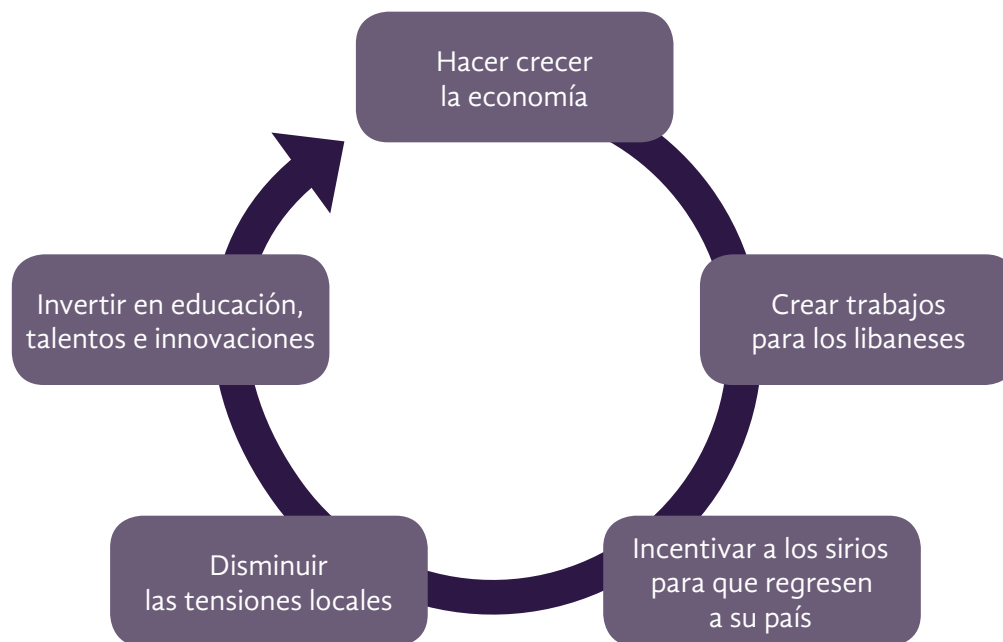 Hacer crecer
la economía
Crear trabajos
para los libaneses
Incentivar a los sirios
para que regresen
a su país
Disminuir
las tensiones locales
Invertir en educación,
talentos e innovaciones